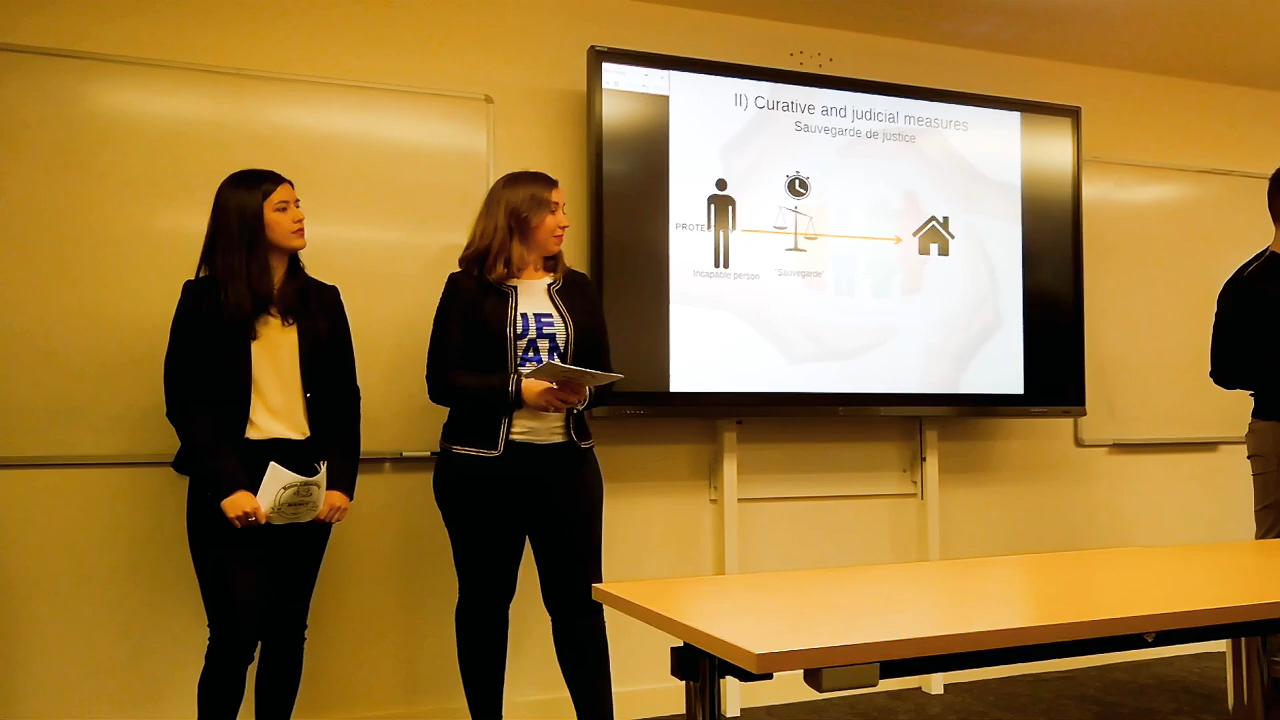 II) Curative and judicial measures
Sauvegarde de justice
PROTE
Incapable person
"Sauvegarde"